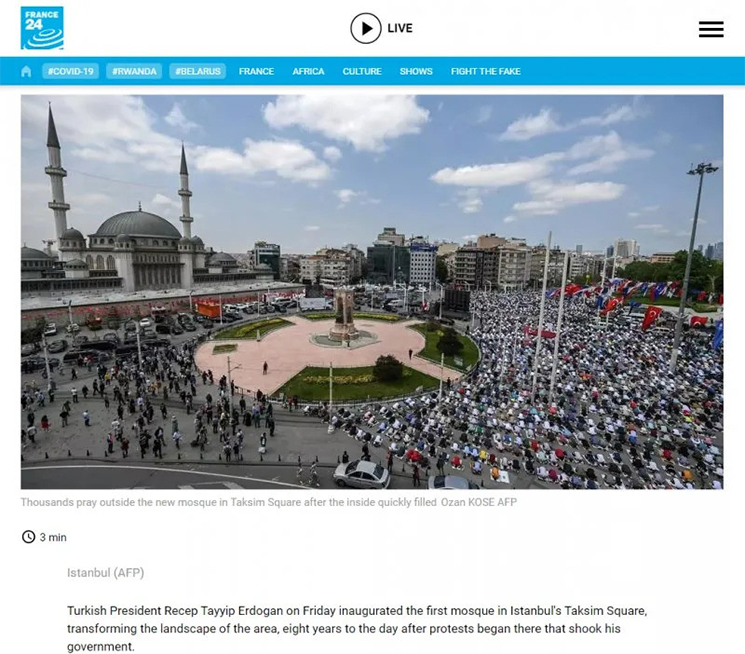 FRANCE
24
LIVE
#COVID-19 #RWANDA #BELARUS FRANCE AFRICA CULTURE SHOWS FIGHT THE FAKE
Thousands pray outside the new mosque in Taksim Square after the inside quickly filled Ozan KOSE AFP
3 min
Istanbul (AFP)
Turkish President Recep Tayyip Erdogan on Friday inaugurated the first mosque in Istanbul's Taksim Square,
transforming the landscape of the area, eight years to the day after protests began there that shook his
government.